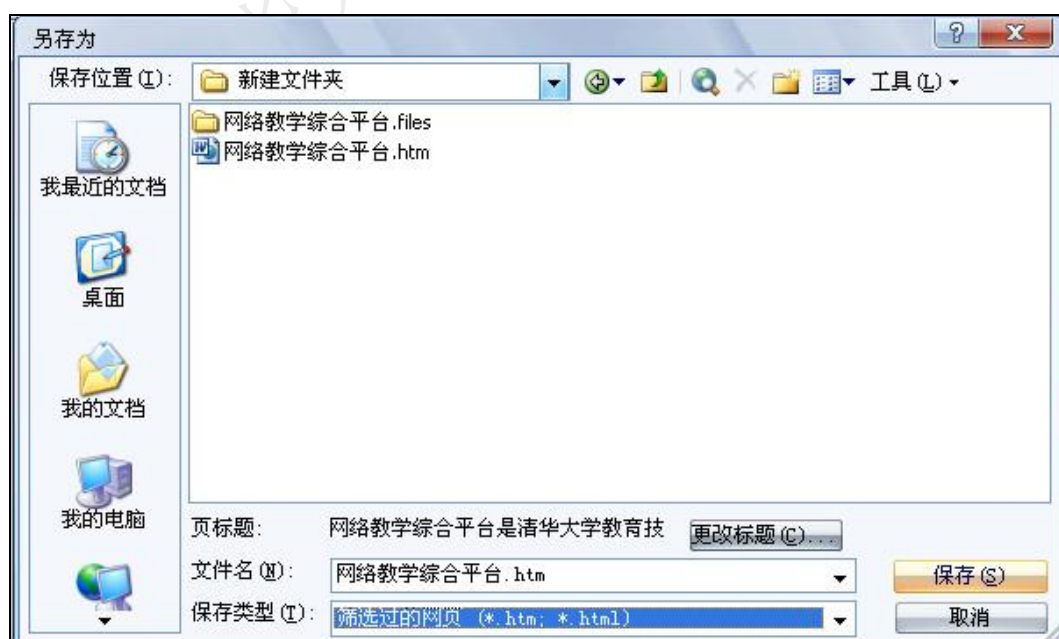 另存为
保存位置(I):
新建文件夹
工具(L)
网络教学综合平台.files
网络教学综合平台.htm
我最近的文档
桌面
我的文档
我的电脑
页标题: 网络教学综合平台是清华大学教育技 更改标题(C)...
文件名(N): 网络教学综合平台.htm 保存(S)
保存类型(T): 筛选过的网页 (*.htm; *.html) 取消